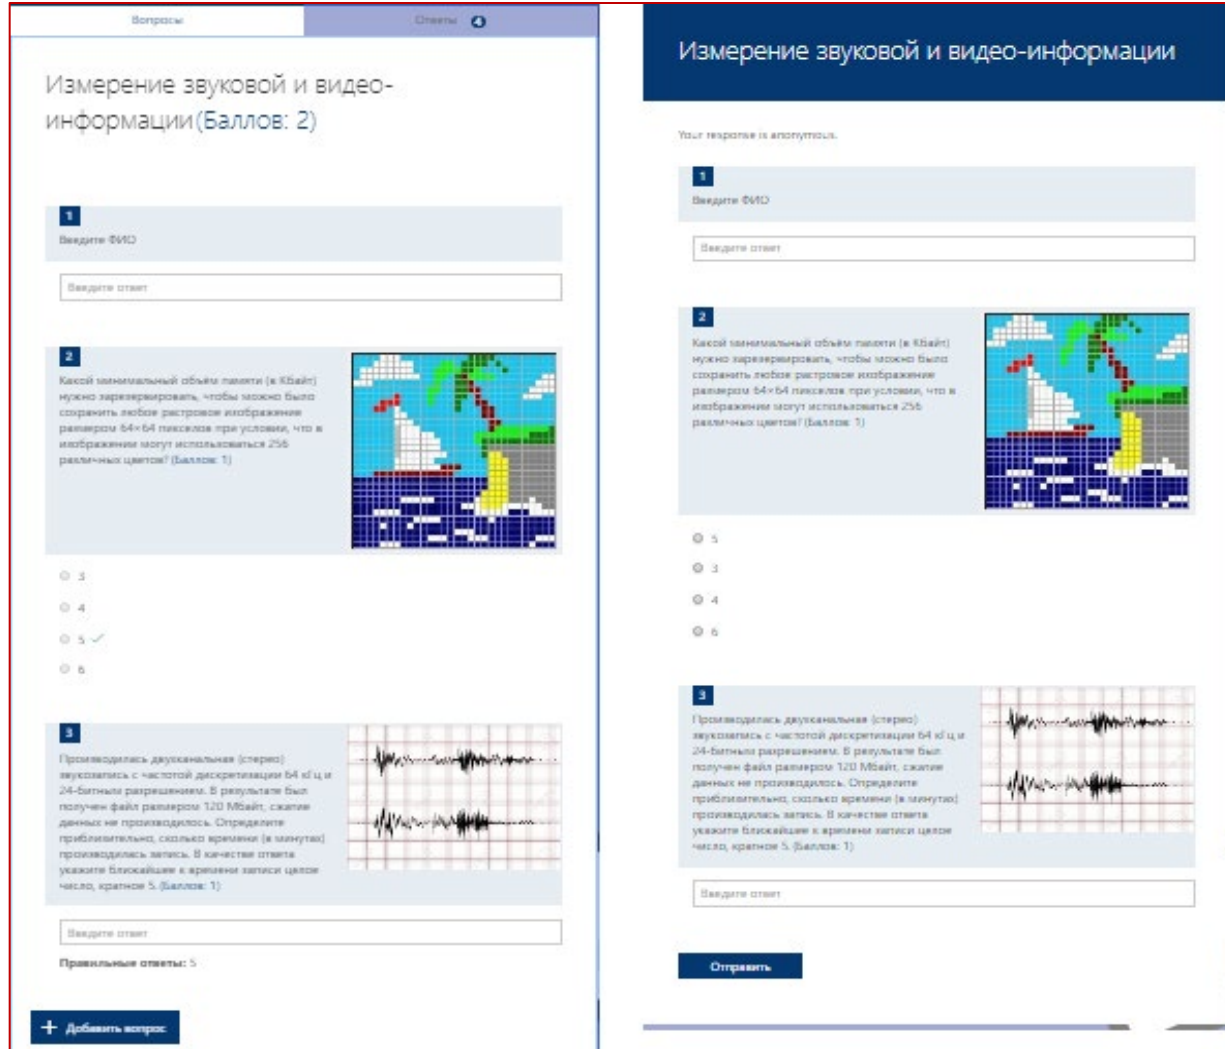 Вопросы
Ответы 4
Измерение звуковой и видео-
информации (Баллов: 2)
1
Введите ФИО
Введите ответ
2
Какой минимальный объём памяти (в Кбайт)
нужно зарезервировать, чтобы можно было
сохранить любое растровое изображение
размером 64×64 пикселов при условии, что в
изображении могут использоваться 256
различных цветов? (Баллов: 1)
3
4
5
6
3
Производилась двухканальная (стерео)
звукозапись с частотой дискретизации 64 кГц и
24-битным разрешением. В результате был
получен файл размером 120 Мбайт, сжатие
данных не производилось. Определите
приблизительно, сколько времени (в минутах)
производилась запись. В качестве ответа
укажите ближайшее к времени записи целое
число, кратное 5. (Баллов: 1)
Введите ответ
Правильные ответы: 5
+ Добавить вопрос
Измерение звуковой и видео-информации
Your response is anonymous.
1
Введите ФИО
Введите ответ
2
Какой минимальный объём памяти (в Кбайт)
нужно зарезервировать, чтобы можно было
сохранить любое растровое изображение
размером 64×64 пикселов при условии, что в
изображении могут использоваться 256
различных цветов? (Баллов: 1)
5
3
4
6
3
Производилась двухканальная (стерео)
звукозапись с частотой дискретизации 64 кГц и
24-битным разрешением. В результате был
получен файл размером 120 Мбайт, сжатие
данных не производилось. Определите
приблизительно, сколько времени (в минутах)
производилась запись. В качестве ответа
укажите ближайшее к времени записи целое
число, кратное 5. (Баллов: 1)
Введите ответ
Отправить